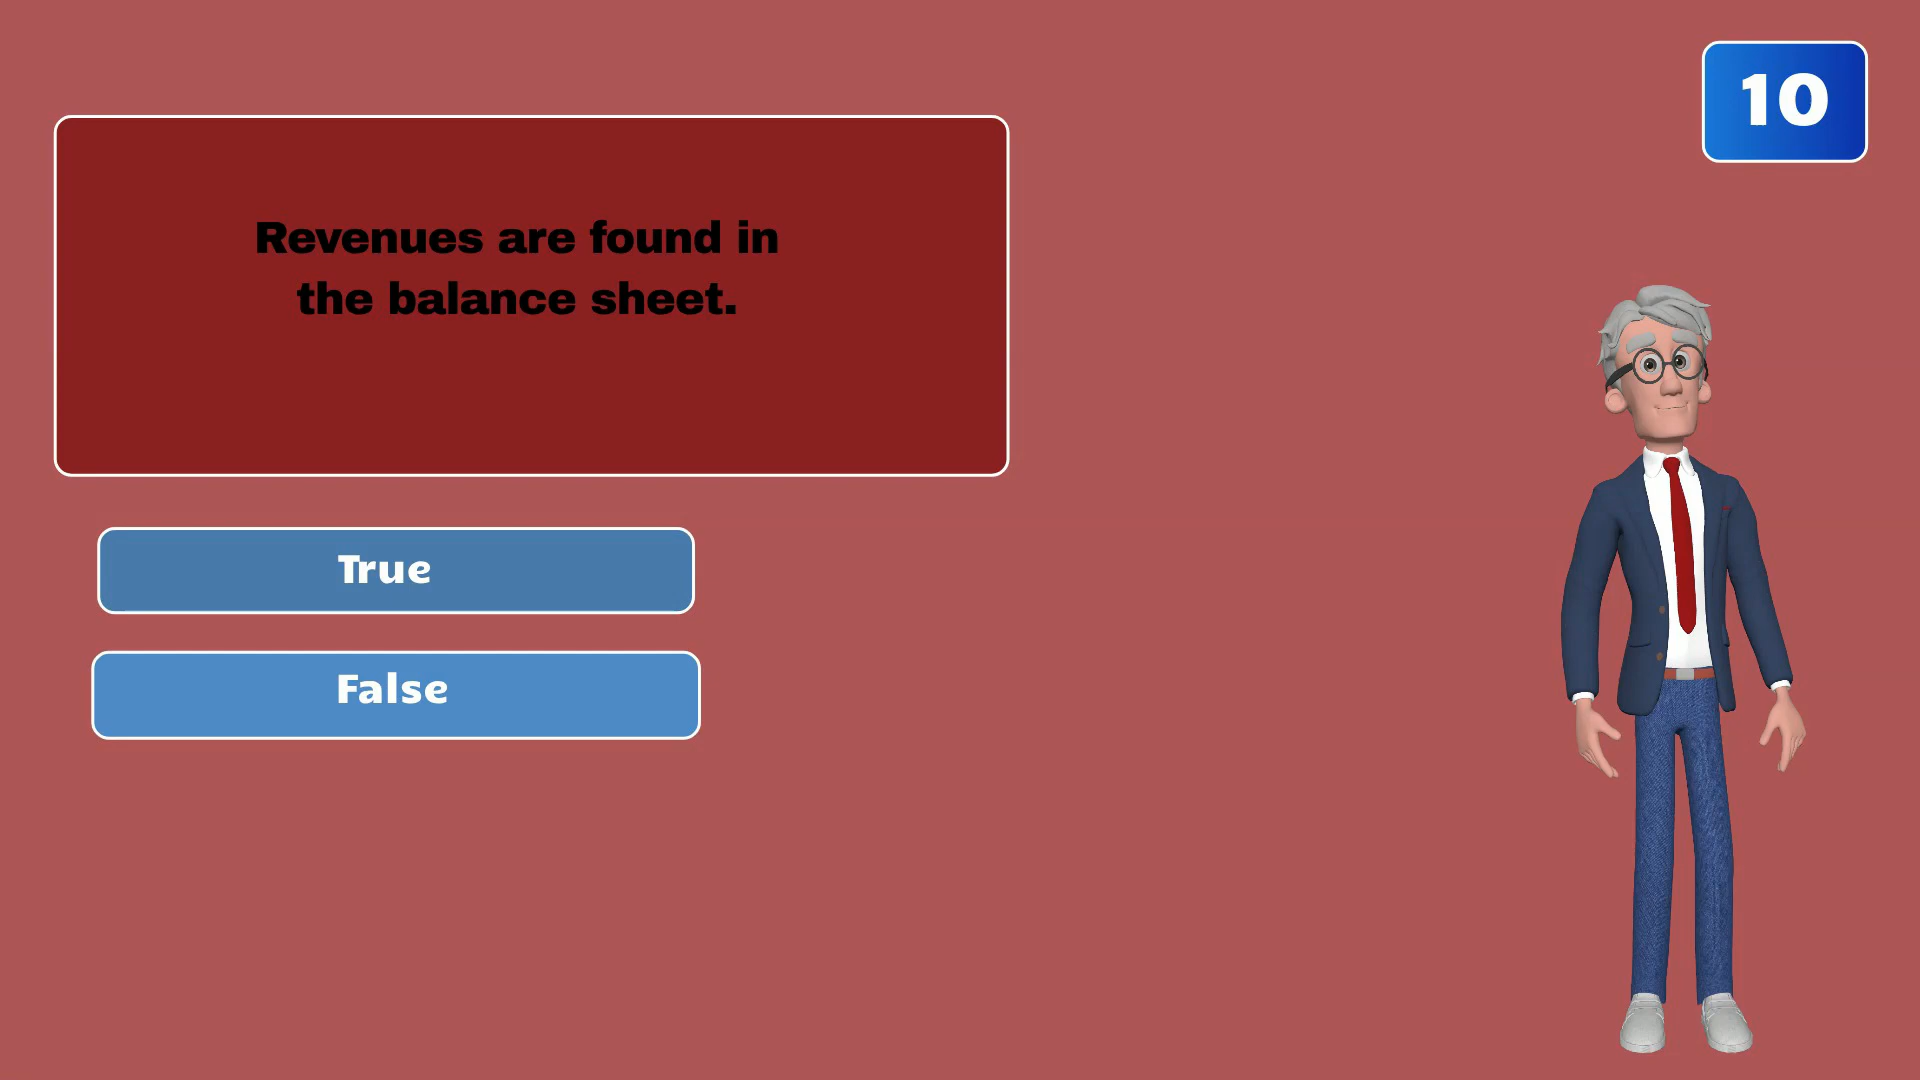 10
Revenues are found in
the balance sheet.
True
False